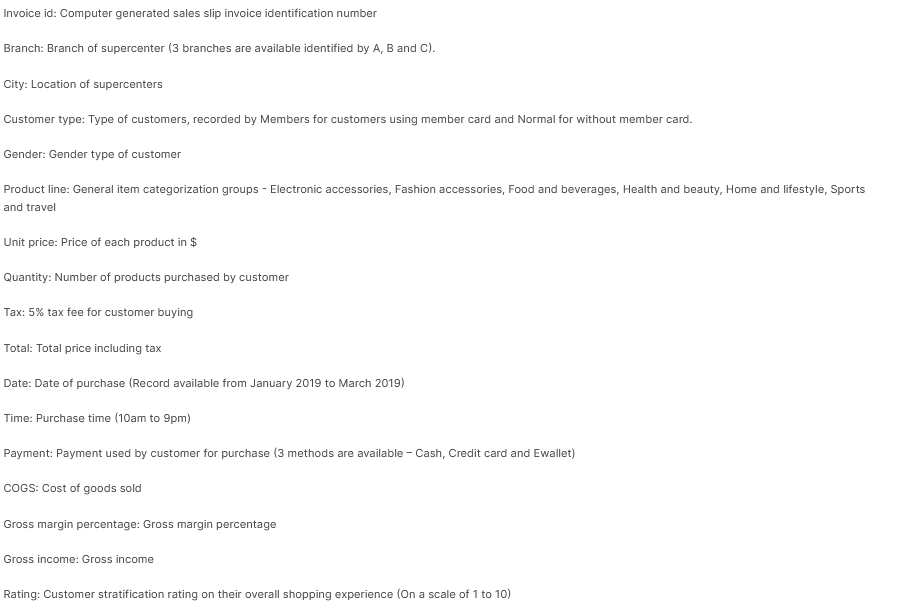 Invoice id: Computer generated sales slip invoice identification number
Branch: Branch of supercenter (3 branches are available identified by A, B and C).
City: Location of supercenters
Customer type: Type of customers, recorded by Members for customers using member card and Normal for without member card.
Gender: Gender type of customer
Product line: General item categorization groups - Electronic accessories, Fashion accessories, Food and beverages, Health and beauty, Home and lifestyle, Sports
and travel
Unit price: Price of each product in $
Quantity: Number of products purchased by customer
Tax: 5% tax fee for customer buying
Total: Total price including tax
Date: Date of purchase (Record available from January 2019 to March 2019)
Time: Purchase time (10am to 9pm)
Payment: Payment used by customer for purchase (3 methods are available – Cash, Credit card and Ewallet)
COGS: Cost of goods sold
Gross margin percentage: Gross margin percentage
Gross income: Gross income
Rating: Customer stratification rating on their overall shopping experience (On a scale of 1 to 10)